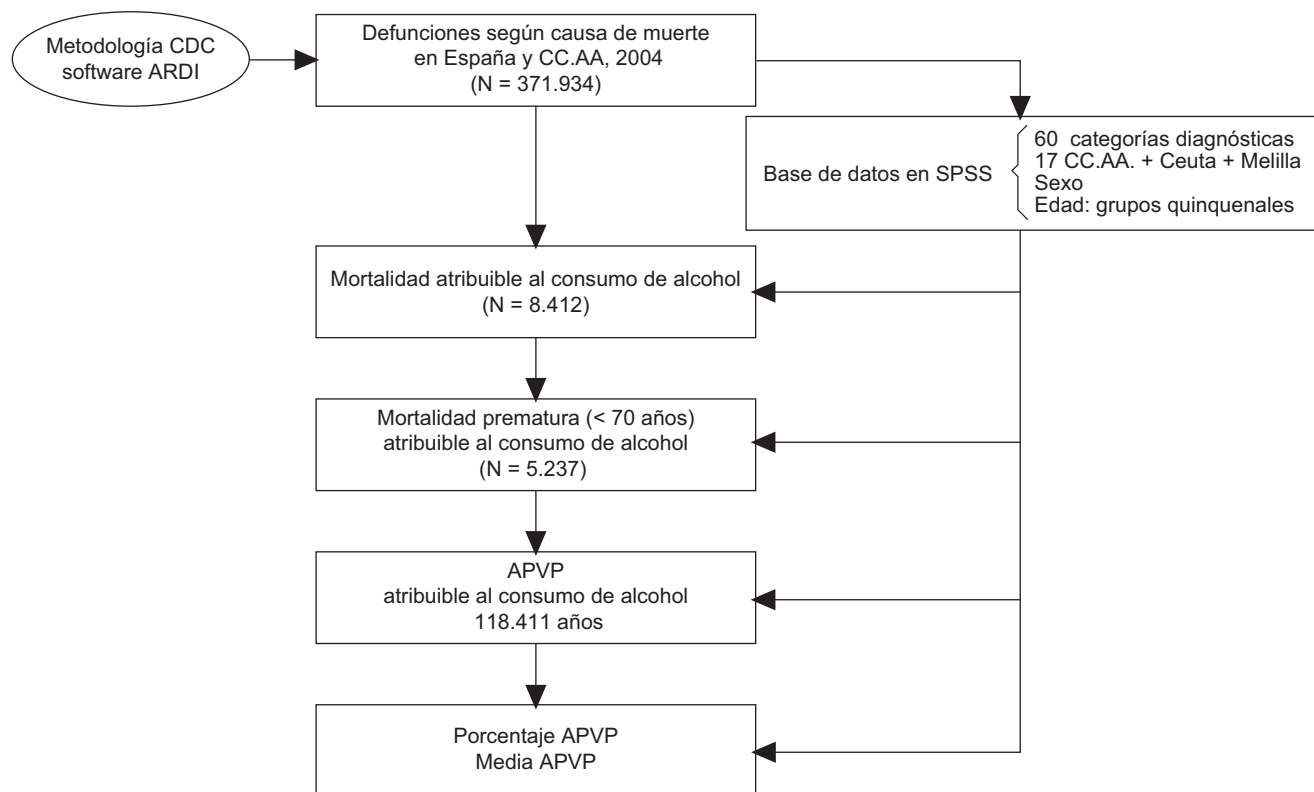 Metodología CDC
software ARDI
Defunciones según causa de muerte
en España y CC.AA, 2004
(N = 371.934)
Base de datos en SPSS
60 categorías diagnósticas
17 CC.AA. + Ceuta + Melilla
Sexo
Edad: grupos quinquenales
Mortalidad atribuible al consumo de alcohol
(N = 8.412)
Mortalidad prematura (< 70 años)
atribuible al consumo de alcohol
(N = 5.237)
APVP
atribuible al consumo de alcohol
118.411 años
Porcentaje APVP
Media APVP